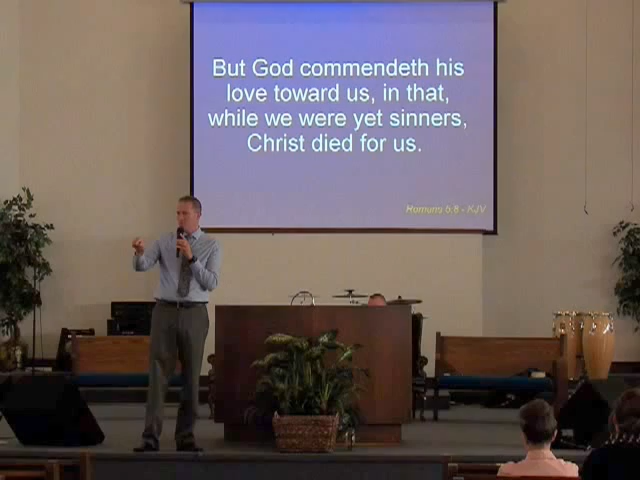 But God commendeth his
love toward us, in that,
while we were yet sinners,
Christ died for us.
Romans 5:8 - KJV